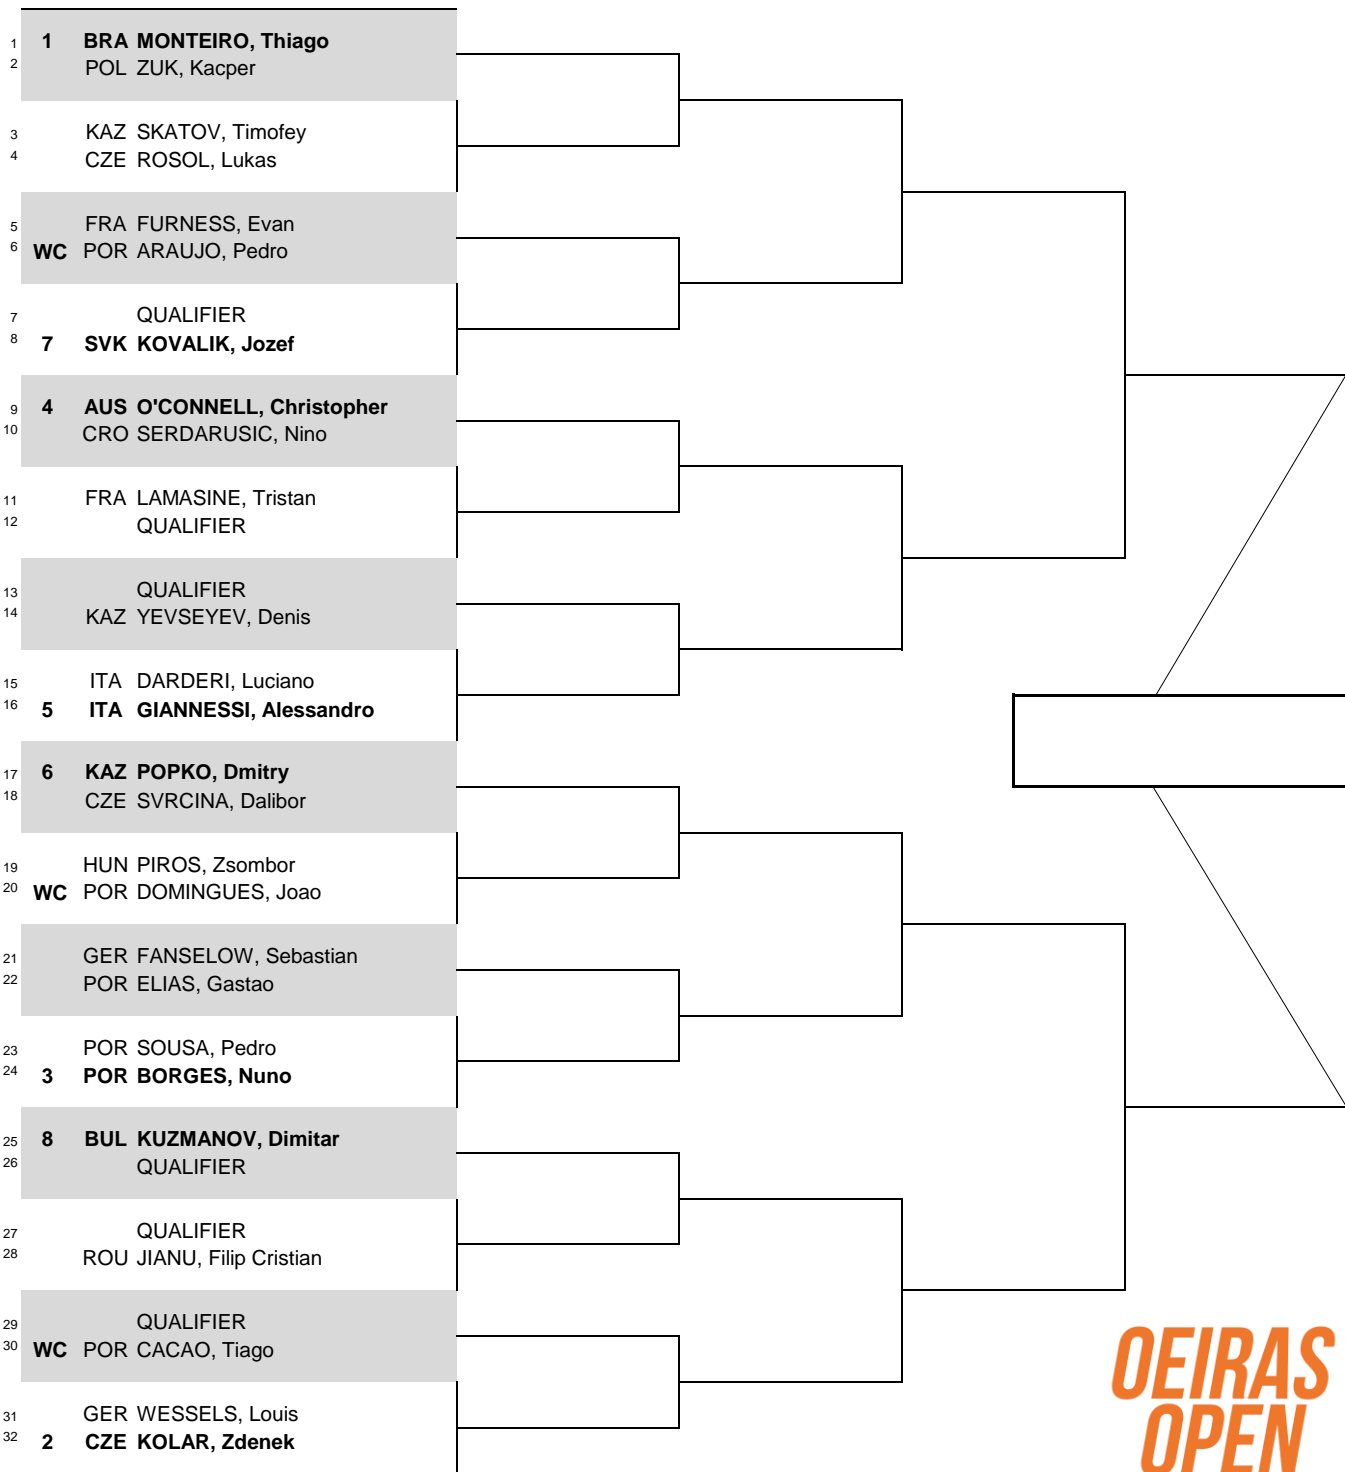 1 1 BRA MONTEIRO, Thiago
2 POL ZUK, Kacper
3 KAZ SKATOV, Timofey
4 CZE ROSOL, Lukas
5 FRA FURNESS, Evan
6 WC POR ARAUJO, Pedro
7 QUALIFIER
8 7 SVK KOVALIK, Jozef
9 4 AUS O'CONNELL, Christopher
10 CRO SERDARUSIC, Nino
11 FRA LAMASINE, Tristan
12 QUALIFIER
13 QUALIFIER
14 KAZ YEVSEYEV, Denis
15 ITA DARDERI, Luciano
16 5 ITA GIANNESSI, Alessandro
17 6 KAZ POPKO, Dmitry
18 CZE SVRCINA, Dalibor
19 HUN PIROS, Zsombor
20 WC POR DOMINGUES, Joao
21 GER FANSELOW, Sebastian
22 POR ELIAS, Gastao
23 POR SOUSA, Pedro
24 3 POR BORGES, Nuno
25 8 BUL KUZMANOV, Dimitar
26 QUALIFIER
27 QUALIFIER
28 ROU JIANU, Filip Cristian
29 QUALIFIER
30 WC POR CACAO, Tiago
31 GER WESSELS, Louis
32 2 CZE KOLAR, Zdenek
OEIRAS
OPEN